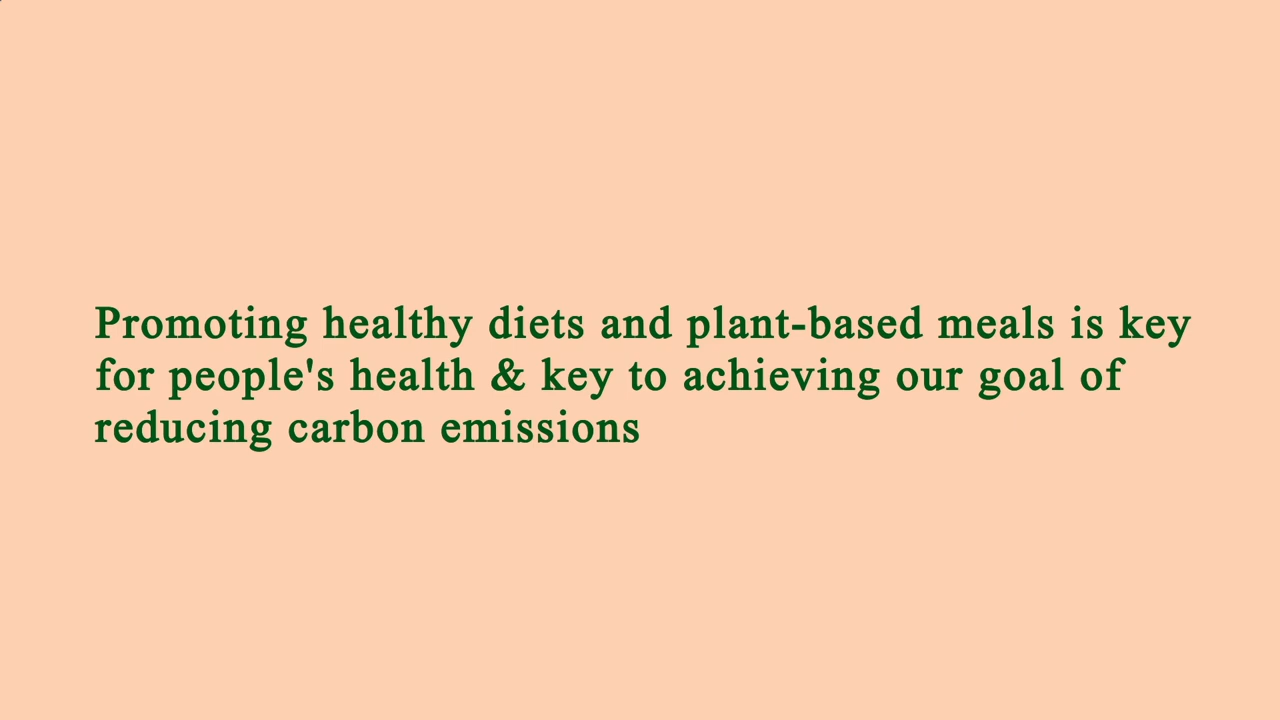 Promoting healthy diets and plant-based meals is key
for people's health & key to achieving our goal of
reducing carbon emissions